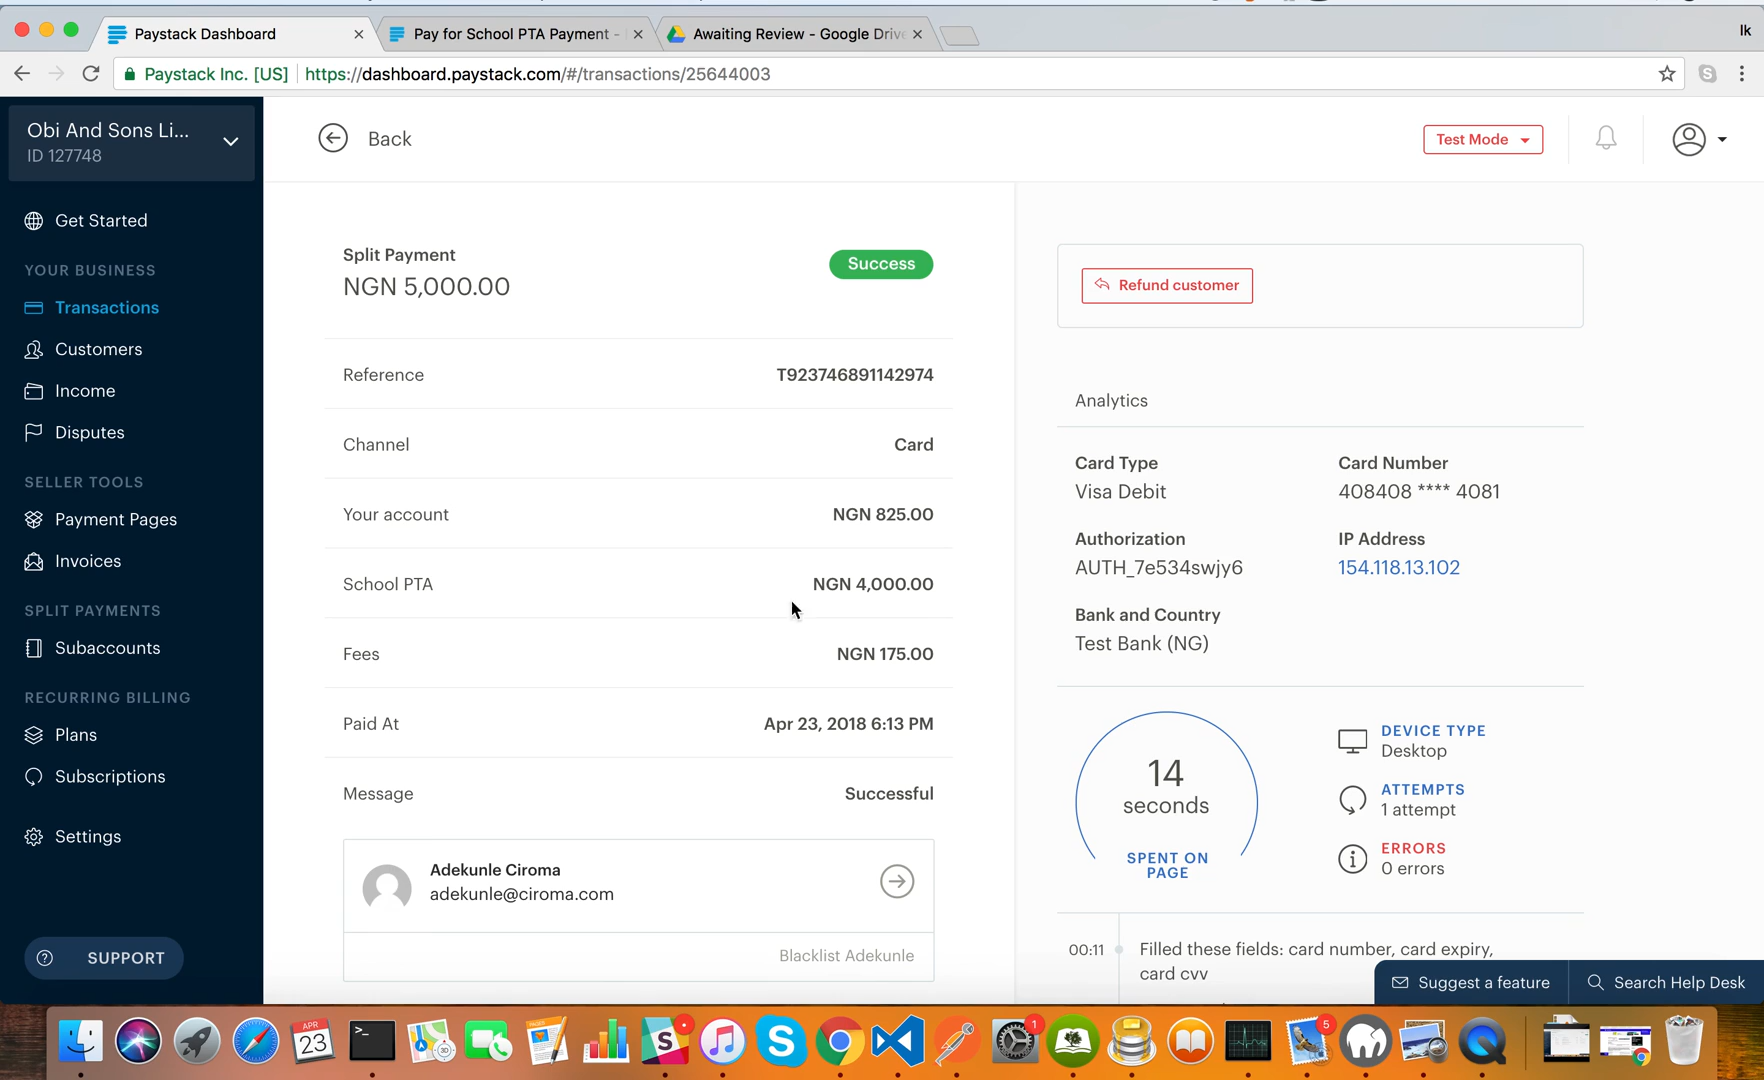 Paystack Dashboard
Pay for School PTA Payment -
Awaiting Review - Google Drive
Ik
Paystack Inc. [US]
https://dashboard.paystack.com/#/transactions/25644003
Obi And Sons Li...
ID 127748
Back
Test Mode
Get Started
YOUR BUSINESS
Transactions
Customers
Income
Disputes
SELLER TOOLS
Payment Pages
Invoices
SPLIT PAYMENTS
Subaccounts
RECURRING BILLING
Plans
Subscriptions
Settings
SUPPORT
Split Payment
NGN 5,000.00
Success
Reference T923746891142974
Channel Card
Your account NGN 825.00
School PTA NGN 4,000.00
Fees NGN 175.00
Paid At Apr 23, 2018 6:13 PM
Message Successful
Adekunle Ciroma
adekunle@ciroma.com
Blacklist Adekunle
Refund customer
Analytics
Card Type
Visa Debit
Card Number
408408 **** 4081
Authorization
AUTH_7e534swjy6
IP Address
154.118.13.102
Bank and Country
Test Bank (NG)
14
seconds
SPENT ON
PAGE
DEVICE TYPE
Desktop
ATTEMPTS
1 attempt
ERRORS
0 errors
00:11 Filled these fields: card number, card expiry,
card cvv
Suggest a feature
Search Help Desk
APR
23
3D
1
5